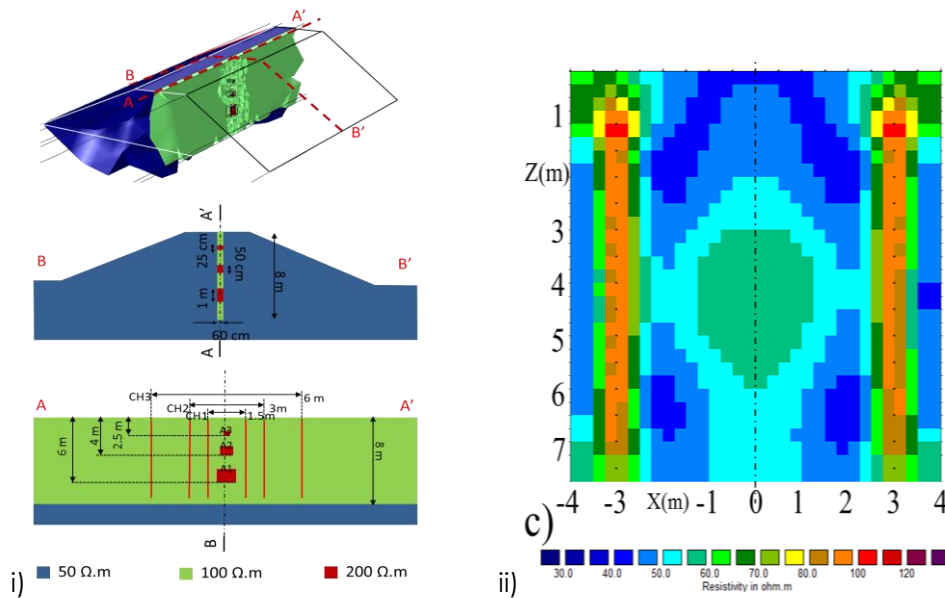 A'
B
A
B'
A'
B
B'
25 cm
50 cm
8 m
1 m
60 cm
A
A
A'
CH3
6 m
CH2
3m
CH1
1.5m
6 m
4 m
2.5 m
A3
A2
A1
8 m
B
i)
50 Ω.m
100 Ω.m
200 Ω.m
1
Z(m)
3
4
5
6
7
-4
-3
X(m)
-1
0
1
2
3
4
c)
ii)
30.0
40.0
50.0
60.0
70.0
80.0
100
120
Resistivity in ohm.m